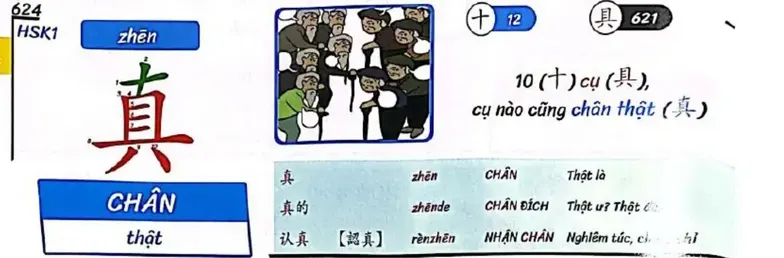 624
HSK1
zhēn
真
CHÂN
thật
十 12
具 621
10 (十) cụ (具),
cụ nào cũng chân thật (真)
真 zhēn CHÂN Thật là
真的 zhēnde CHÂN ĐÍCH Thật ư? Thật
认真 【認真】 rènzhēn NHẬN CHÂN Nghiêm túc,